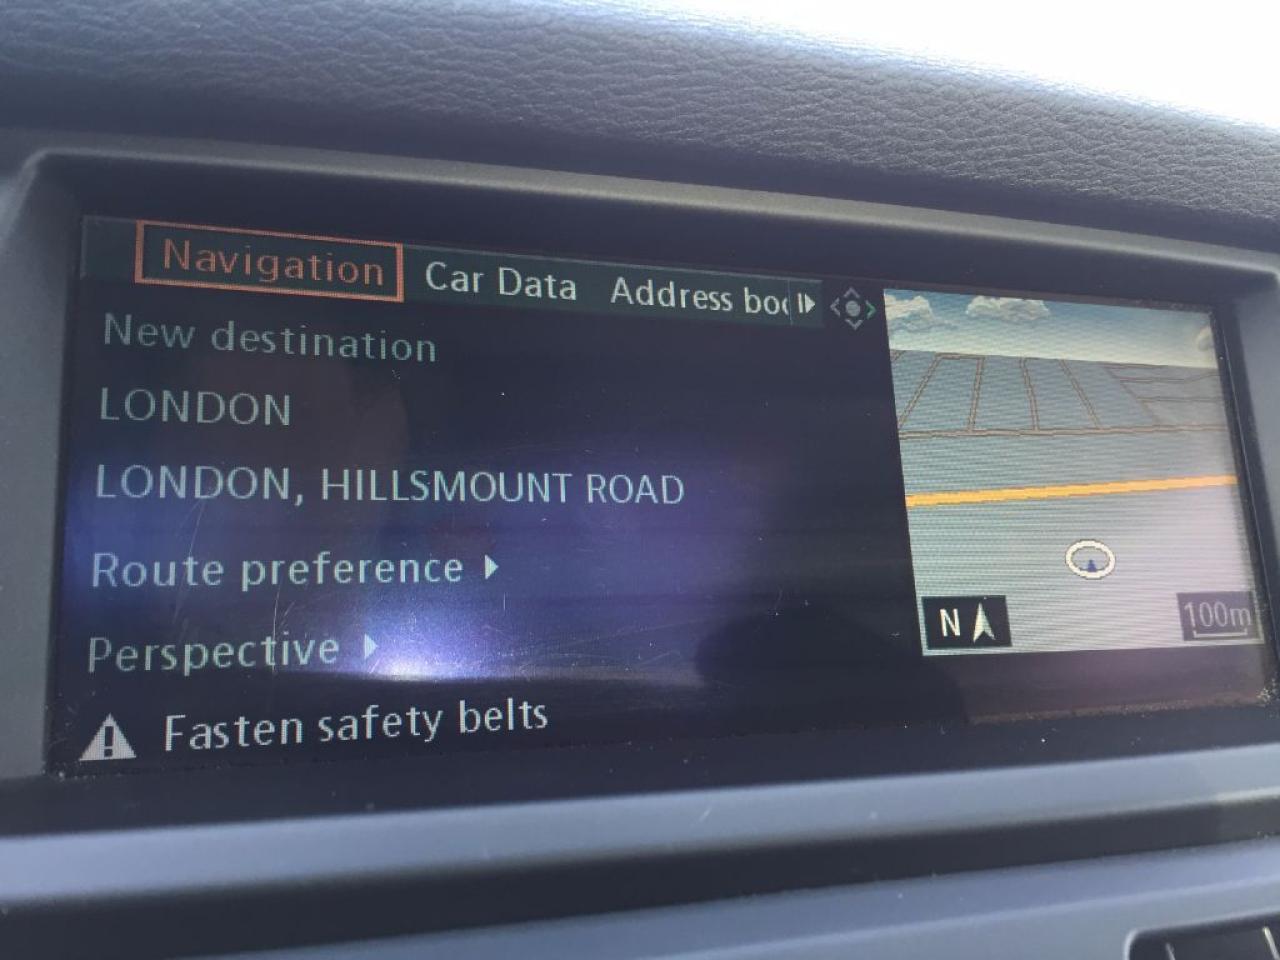 Navigation Car Data Address boo
New destination
LONDON
LONDON, HILLSMOUNT ROAD
Route preference
Perspective
Fasten safety belts
N
100m